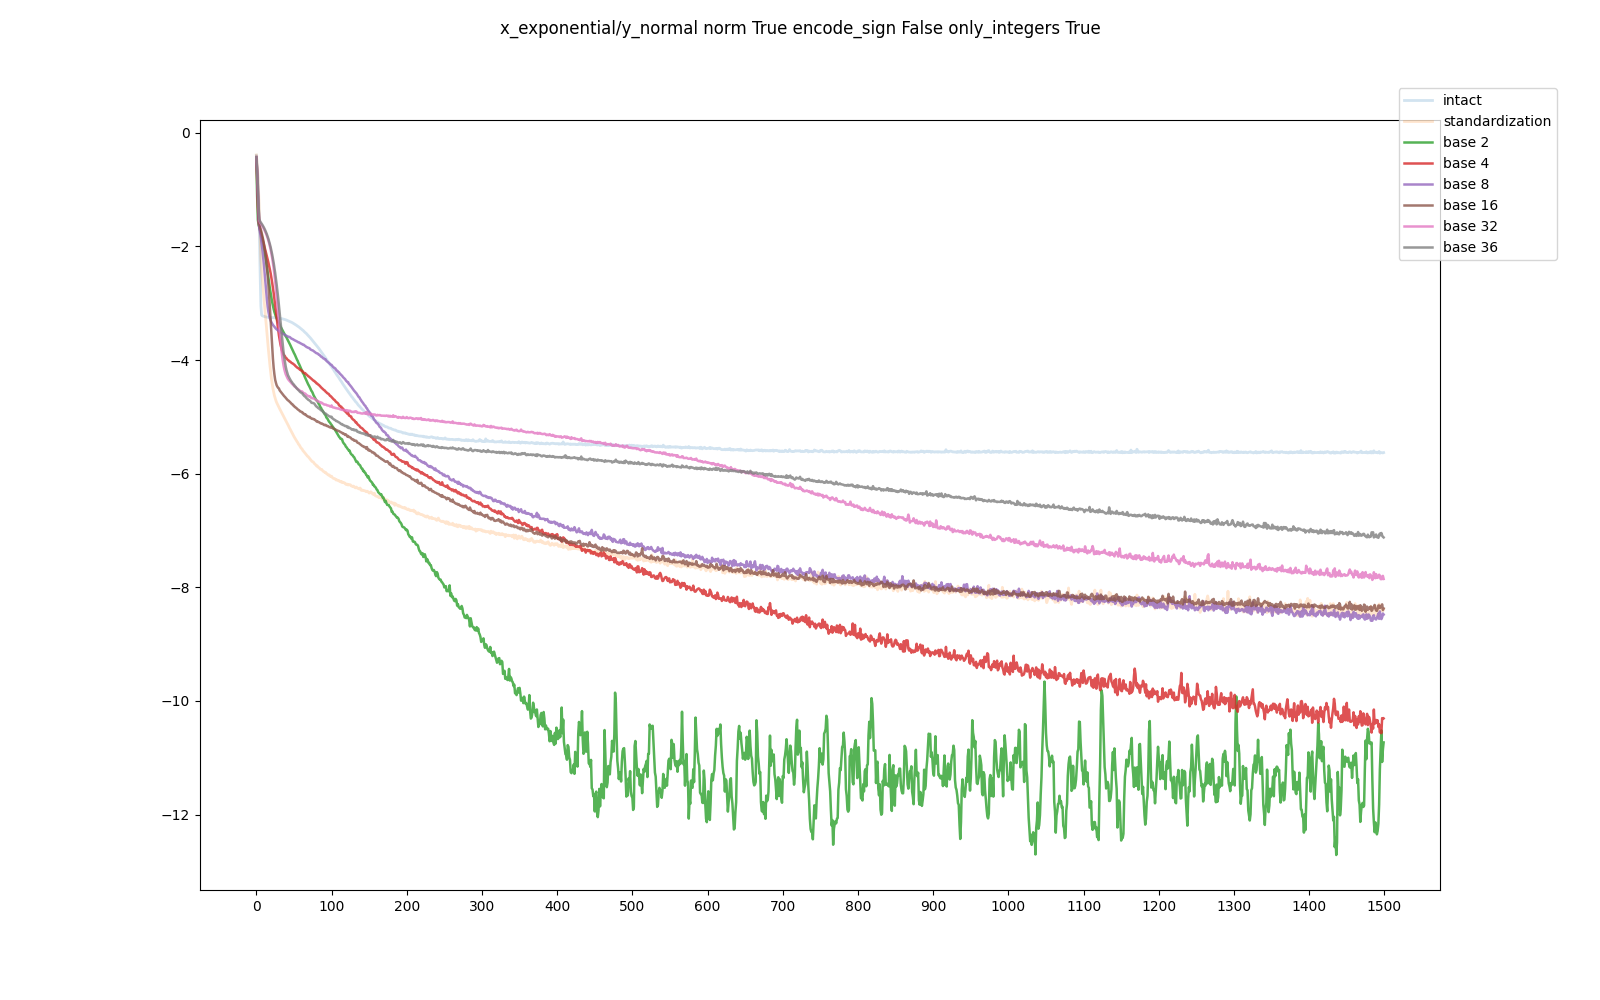 x_exponential/y_normal norm True encode_sign False only_integers True
intact
standardization
base 2
base 4
base 8
base 16
base 32
base 36
0
−2
−4
−6
−8
−10
−12
0 100 200 300 400 500 600 700 800 900 1000 1100 1200 1300 1400 1500